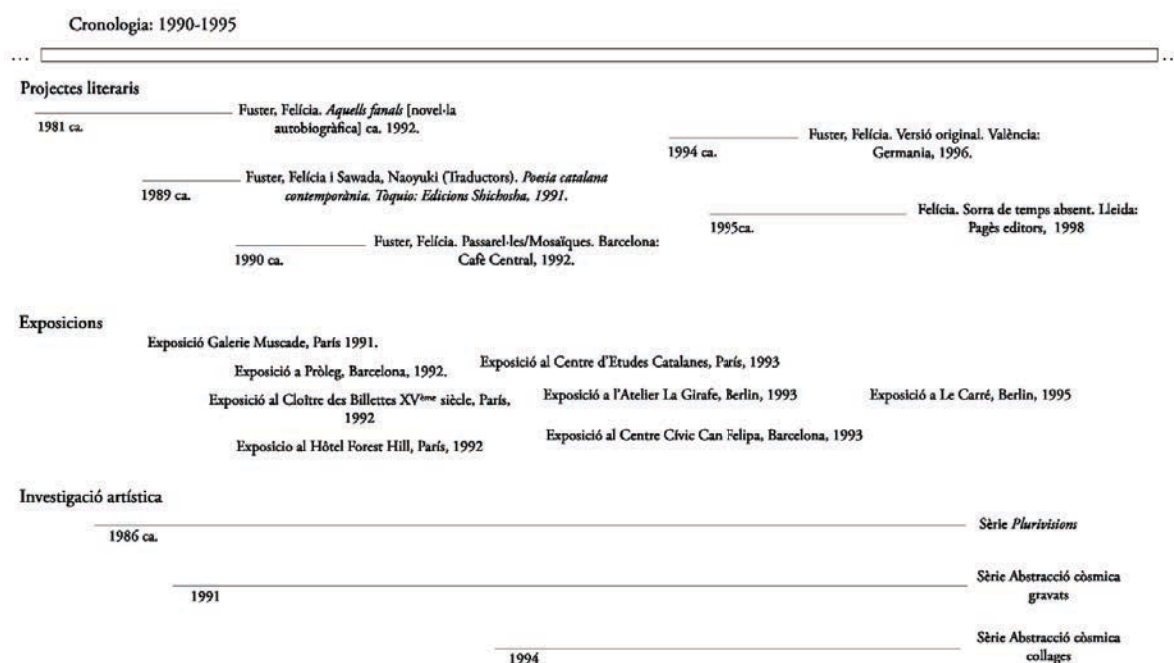 Cronologia: 1990-1995
... ...
Projectes literaris
Fuster, Felícia. Aquells fanals [novel·la
autobiogràfica] ca. 1992.
1981 ca.
Fuster, Felícia. Versió original. València:
Germania, 1996.
1994 ca.
Fuster, Felícia i Sawada, Naoyuki (Traductors). Poesia catalana
contemporània. Tòquio: Edicions Shichosha, 1991.
1989 ca.
Felícia. Sorra de temps absent. Lleida:
Pagès editors, 1998
1995ca.
Fuster, Felícia. Passarel·les/Mosaïques. Barcelona:
Cafè Central, 1992.
1990 ca.
Exposicions
Exposició Galerie Muscade, París 1991.
Exposició al Centre d'Etudes Catalanes, París, 1993
Exposició a Pròleg, Barcelona, 1992.
Exposició al Cloître des Billettes XVème siècle, París,
1992
Exposició a l'Atelier La Girafe, Berlin, 1993
Exposició a Le Carré, Berlin, 1995
Exposicio al Hôtel Forest Hill, París, 1992
Exposició al Centre Cívic Can Felipa, Barcelona, 1993
Investigació artística
1986 ca.
Sèrie Plurivisions
1991
Sèrie Abstracció còsmica
gravats
1994
Sèrie Abstracció còsmica
collages